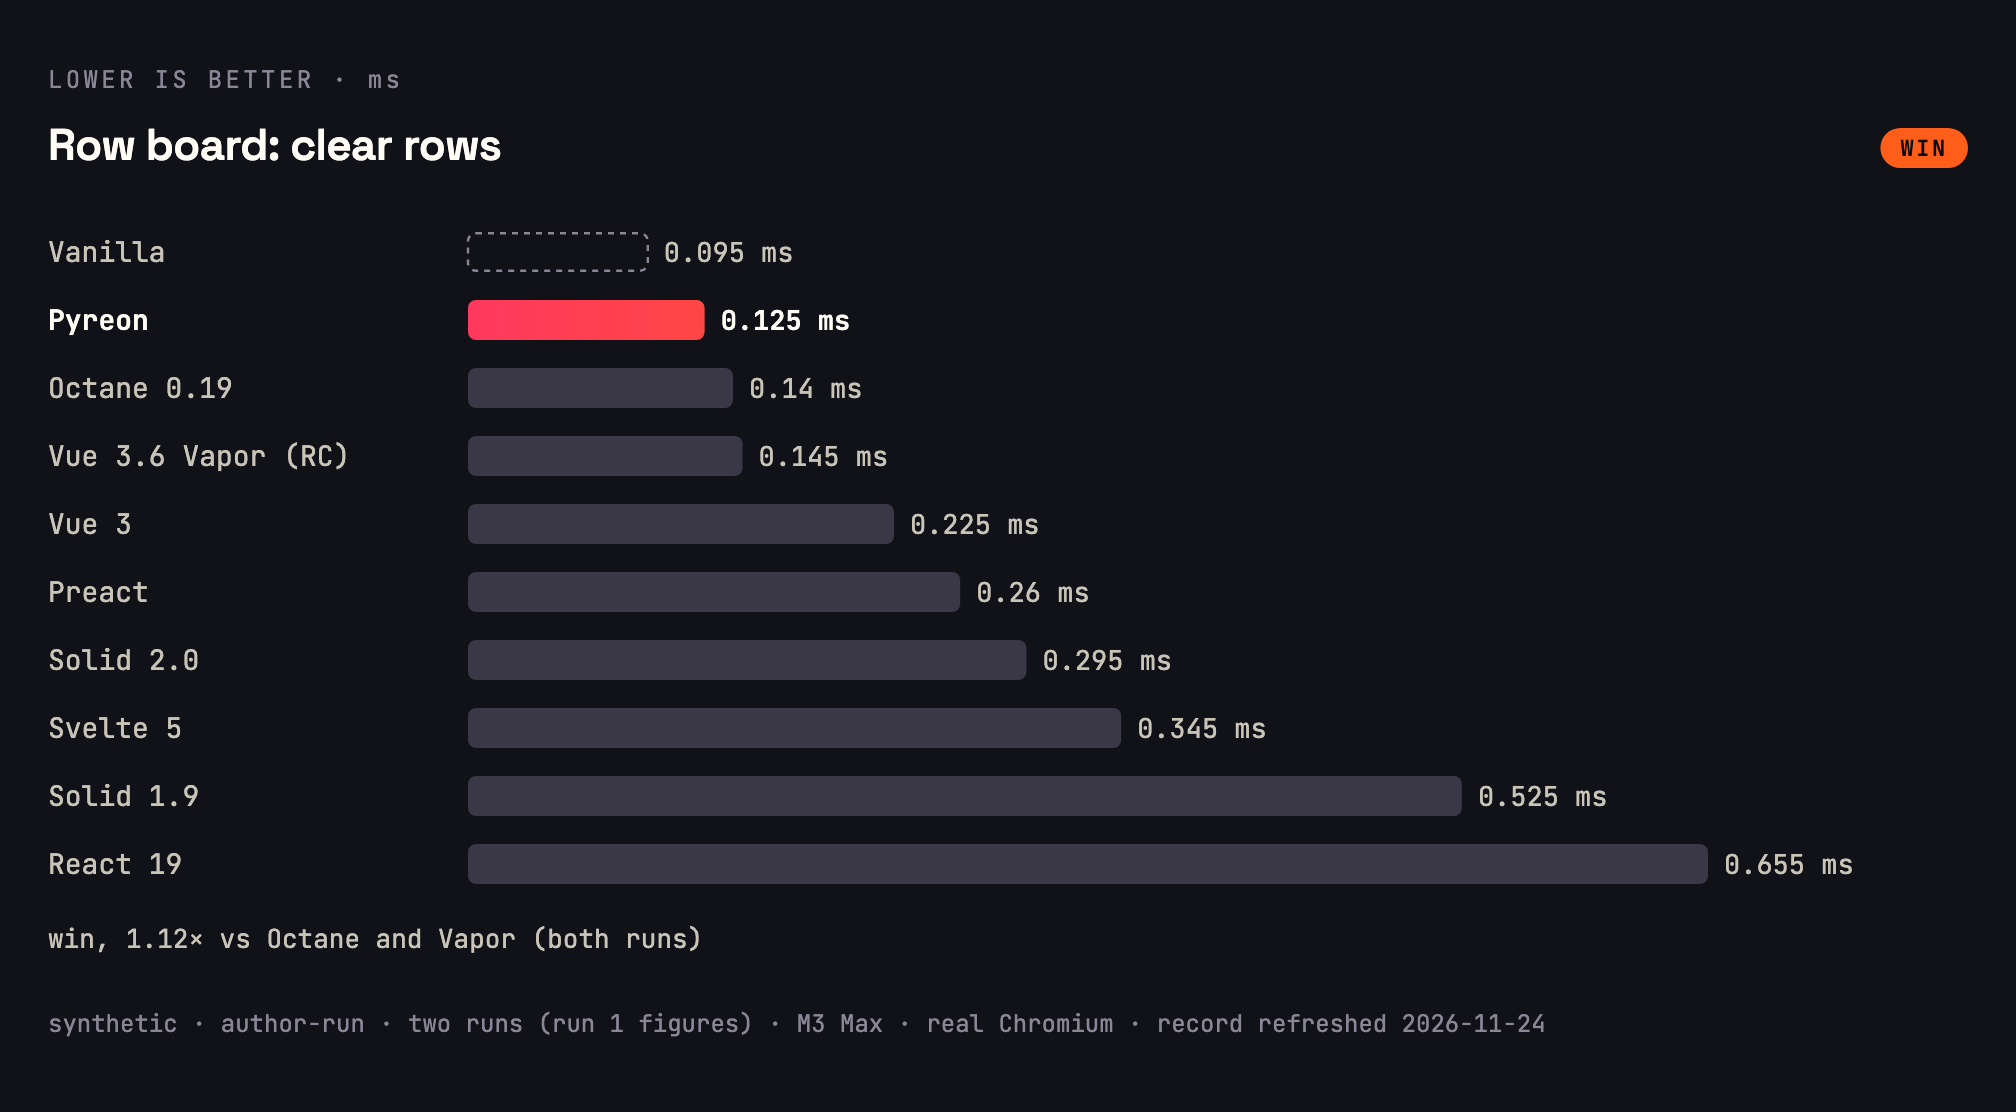 LOWER IS BETTER · ms
Row board: clear rows
WIN
Vanilla 0.095 ms
Pyreon 0.125 ms
Octane 0.19 0.14 ms
Vue 3.6 Vapor (RC) 0.145 ms
Vue 3 0.225 ms
Preact 0.26 ms
Solid 2.0 0.295 ms
Svelte 5 0.345 ms
Solid 1.9 0.525 ms
React 19 0.655 ms
win, 1.12× vs Octane and Vapor (both runs)
synthetic · author-run · two runs (run 1 figures) · M3 Max · real Chromium · record refreshed 2026-11-24